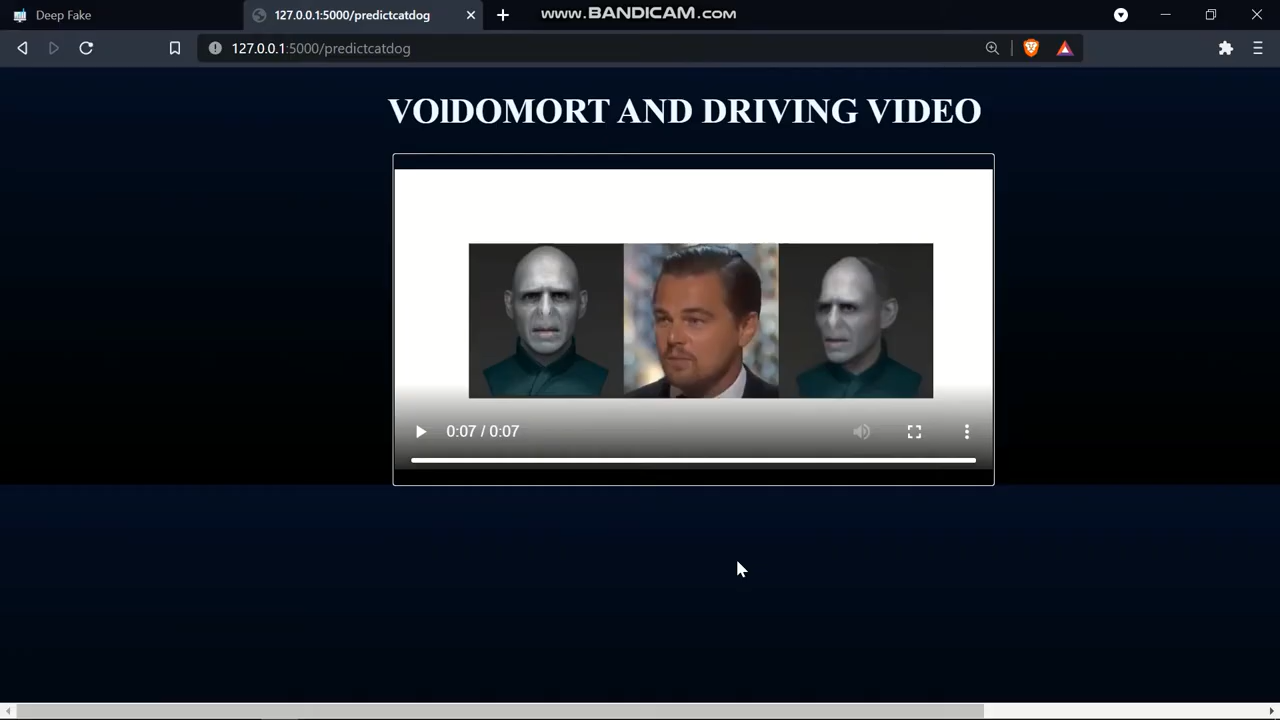 Deep Fake
127.0.0.1:5000/predictcatdog
www.BANDICAM.com
127.0.0.1:5000/predictcatdog
VOlDOMORT AND DRIVING VIDEO
0:07 / 0:07